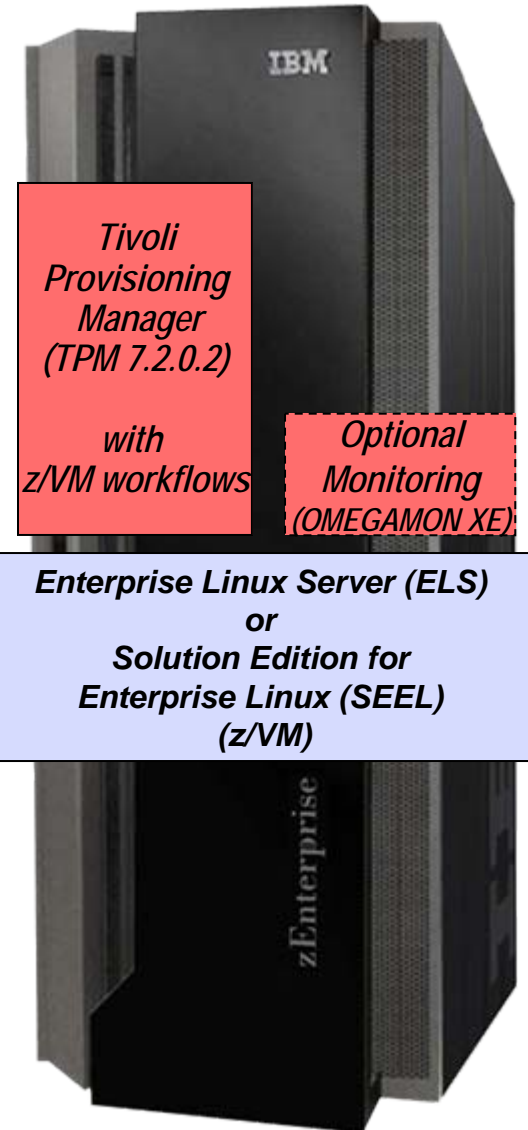 IBM
Tivoli
Provisioning
Manager
(TPM 7.2.0.2)
with
z/VM workflows
Optional
Monitoring
(OMEGAMON XE)
Enterprise Linux Server (ELS)
or
Solution Edition for
Enterprise Linux (SEEL)
(z/VM)
zEnterprise